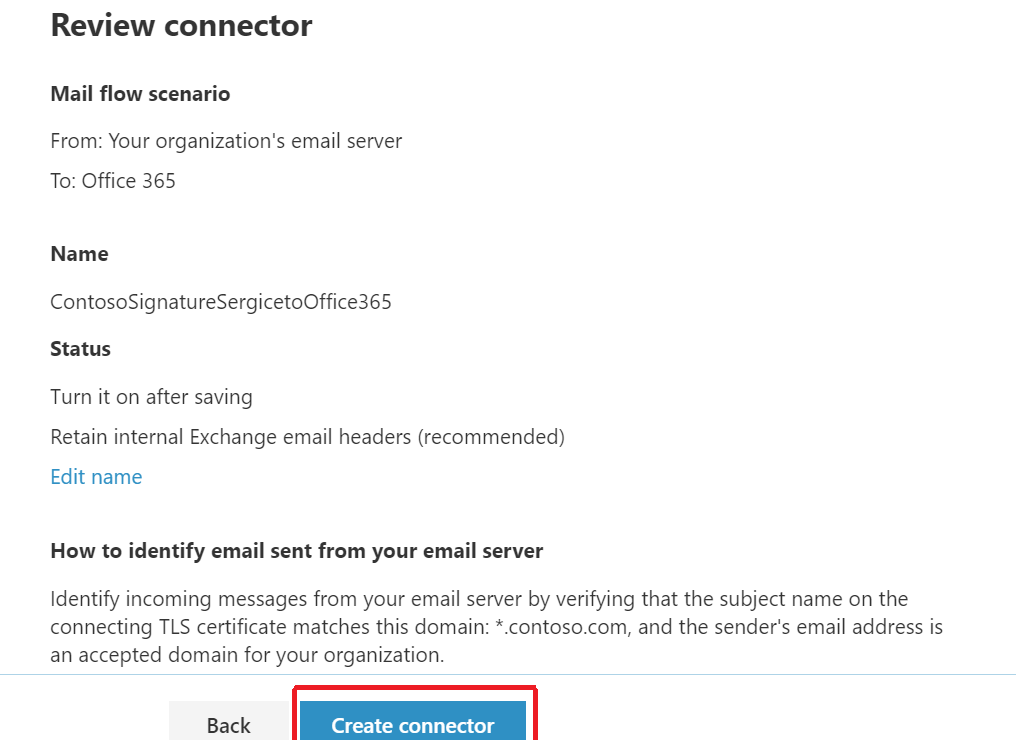 Review connector
Mail flow scenario
From: Your organization's email server
To: Office 365
Name
ContosoSignatureSergicetoOffice365
Status
Turn it on after saving
Retain internal Exchange email headers (recommended)
Edit name
How to identify email sent from your email server
Identify incoming messages from your email server by verifying that the subject name on the
connecting TLS certificate matches this domain: *.contoso.com, and the sender's email address is
an accepted domain for your organization.
Back
Create connector